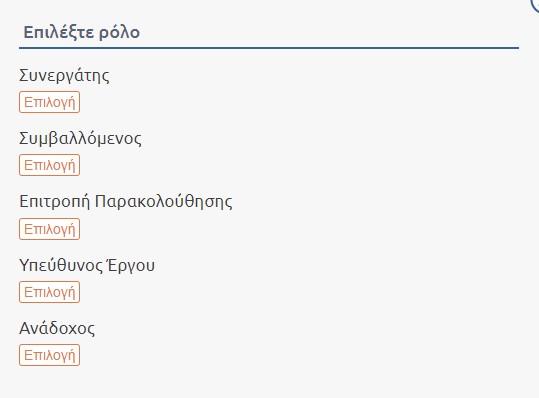 Επιλέξτε ρόλο
Συνεργάτης
Επιλογή
Συμβαλλόμενος
Επιλογή
Επιτροπή Παρακολούθησης
Επιλογή
Υπεύθυνος Έργου
Επιλογή
Ανάδοχος
Επιλογή